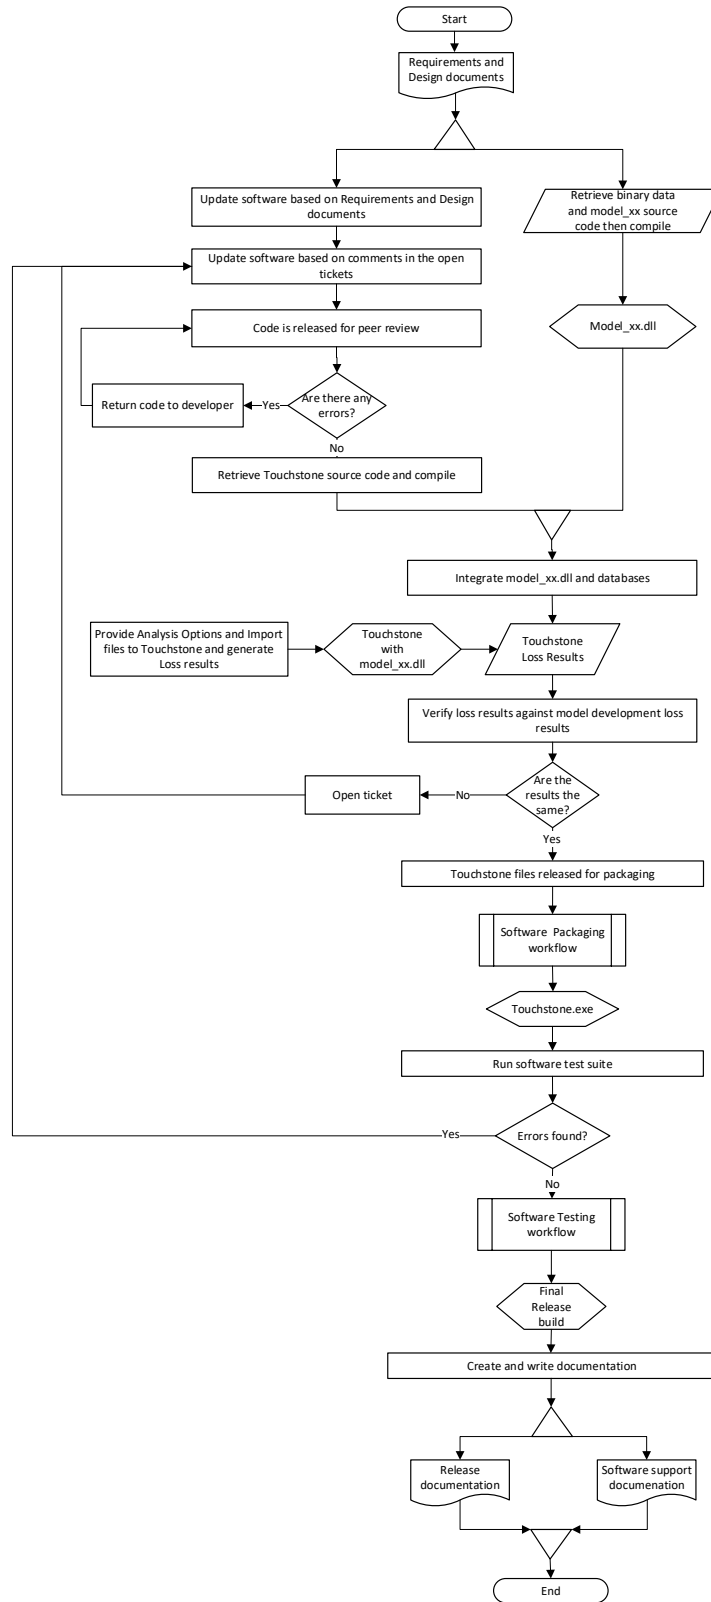 Start
Requirements and
Design documents
Update software based on Requirements and Design
documents
Retrieve binary data
and model_xx source
code then compile
Update software based on comments in the open
tickets
Code is released for peer review
Model_xx.dll
Return code to developer
Yes
Are there any
errors?
No
Retrieve Touchstone source code and compile
Integrate model_xx.dll and databases
Provide Analysis Options and Import
files to Touchstone and generate
Loss results
Touchstone
with
model_xx.dll
Touchstone
Loss Results
Verify loss results against model development loss
results
Open ticket
No
Are the
results the
same?
Yes
Touchstone files released for packaging
Software Packaging
workflow
Touchstone.exe
Run software test suite
Yes
Errors found?
No
Software Testing
workflow
Final
Release
build
Create and write documentation
Release
documentation
Software support
documenation
End